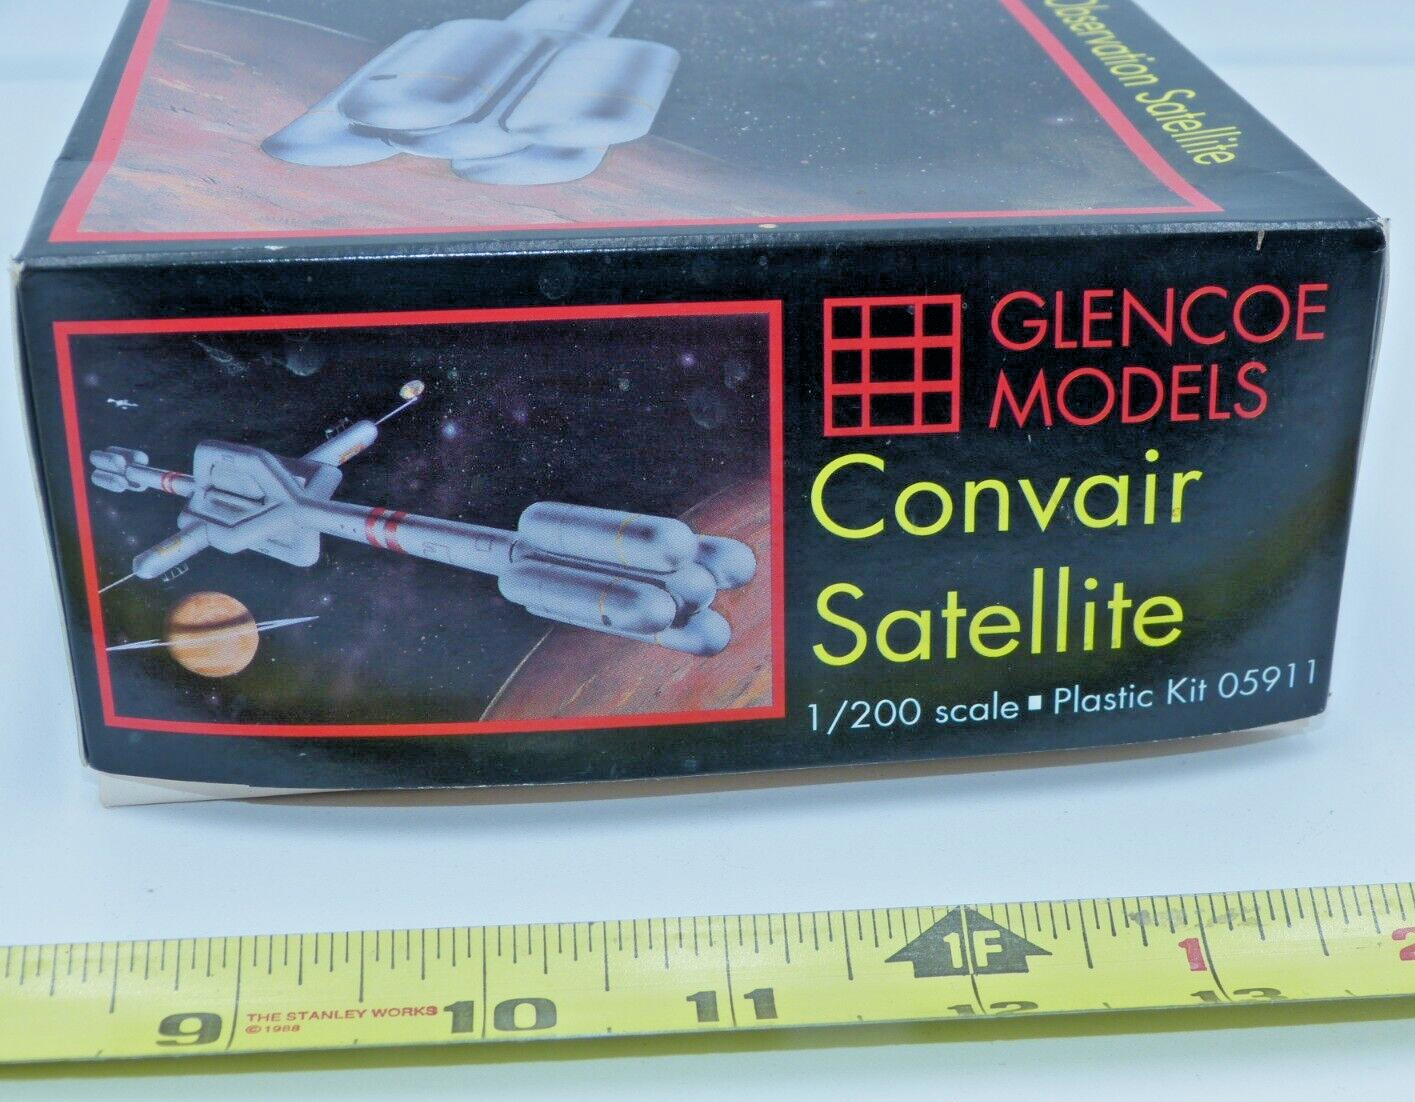 Observation Satellite
GLENCOE
MODELS
Convair
Satellite
1/200 scale ▪ Plastic Kit 05911
9 THE STANLEY WORKS 10 11 12 13
© 1988
1F 1 2